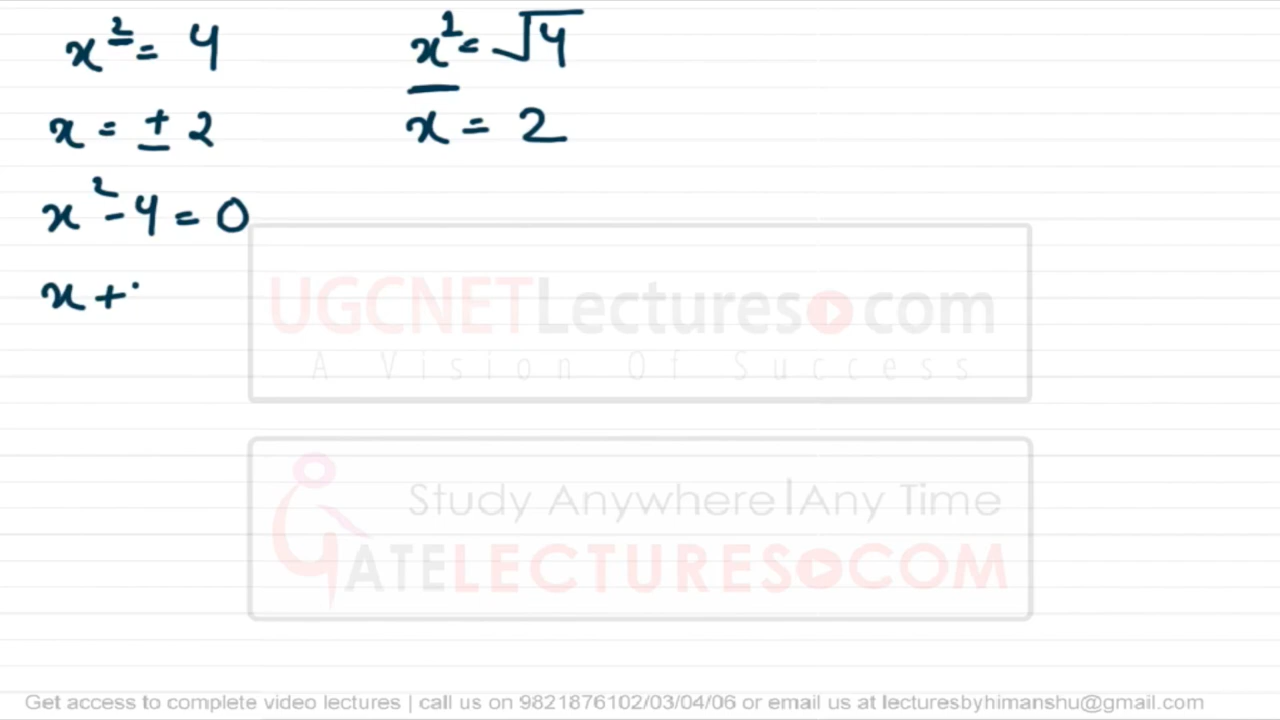 x² = 4
x = ± 2
x² - 4 = 0
x +
x¹ = √4
x = 2
UGCNETLectures.com
A Vision Of Success
Study Anywhere|Any Time
GATELECTURES.COM
Get access to complete video lectures | call us on 9821876102/03/04/06 or email us at lecturesbyhimanshu@gmail.com